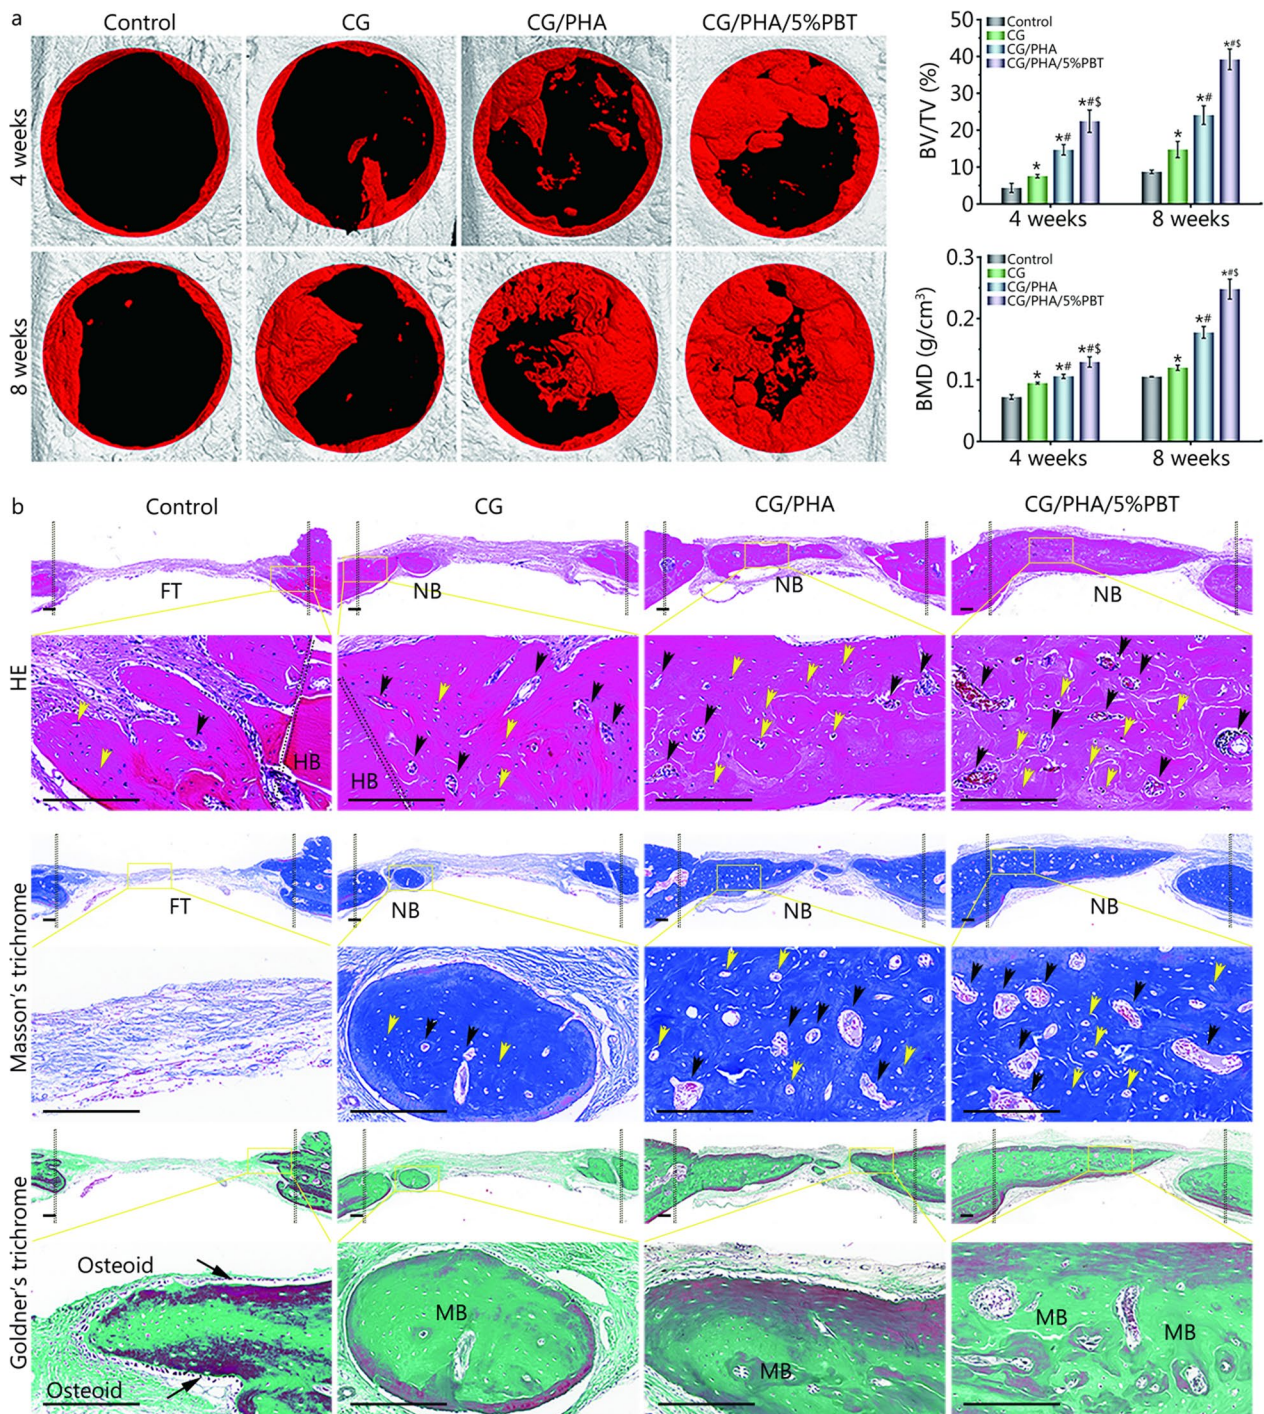 a
Control
CG
CG/PHA
CG/PHA/5%PBT
4 weeks
8 weeks
50
40
30
20
10
0
BV/TV (%)
Control
CG
CG/PHA
CG/PHA/5%PBT
*
*#
*#$
*
*#
*#$
4 weeks
8 weeks
0.3
0.2
0.1
0
BMD (g/cm³)
Control
CG
CG/PHA
CG/PHA/5%PBT
*
*#
*#$
*
*#
*#$
4 weeks
8 weeks
b
Control
CG
CG/PHA
CG/PHA/5%PBT
HE
FT
NB
NB
NB
HB
HB
Masson's trichrome
FT
NB
NB
NB
Goldner's trichrome
Osteoid
Osteoid
MB
MB
MB
MB